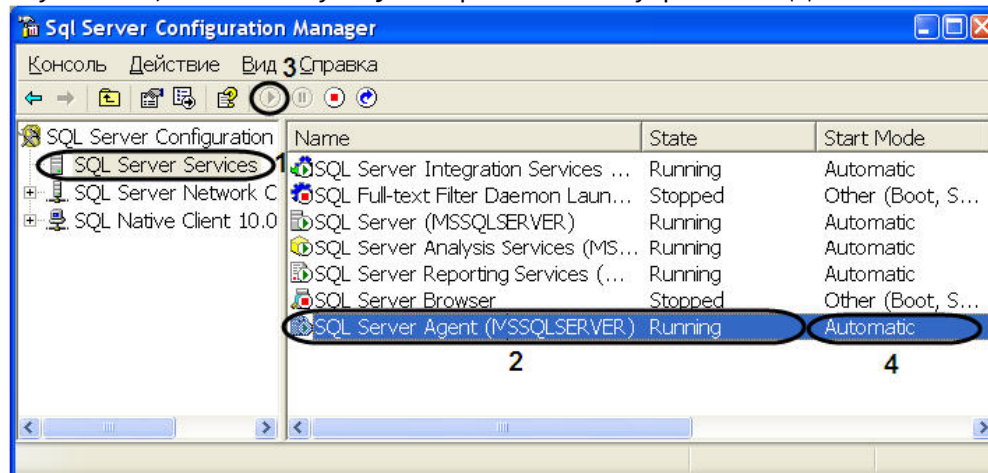 Sql Server Configuration Manager
Консоль Действие Вид 3 Справка
SQL Server Configuration
SQL Server Services 1
SQL Server Network C
SQL Native Client 10.0
Name State Start Mode
SQL Server Integration Services ... Running Automatic
SQL Full-text Filter Daemon Laun... Stopped Other (Boot, S...
SQL Server (MSSQLSERVER) Running Automatic
SQL Server Analysis Services (MS... Running Automatic
SQL Server Reporting Services (... Running Automatic
SQL Server Browser Stopped Other (Boot, S...
SQL Server Agent (MSSQLSERVER) Running Automatic
2 4